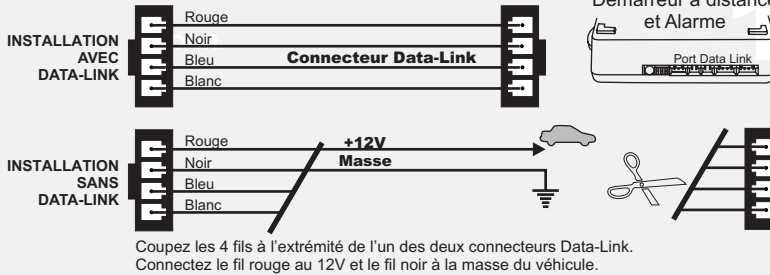 Démarreur à distance
et Alarme
Port Data Link
INSTALLATION
AVEC
DATA-LINK
Rouge
Noir
Bleu
Blanc
Connecteur Data-Link
INSTALLATION
SANS
DATA-LINK
Rouge
Noir
Bleu
Blanc
+12V
Masse
Coupez les 4 fils à l'extrémité de l'un des deux connecteurs Data-Link.
Connectez le fil rouge au 12V et le fil noir à la masse du véhicule.